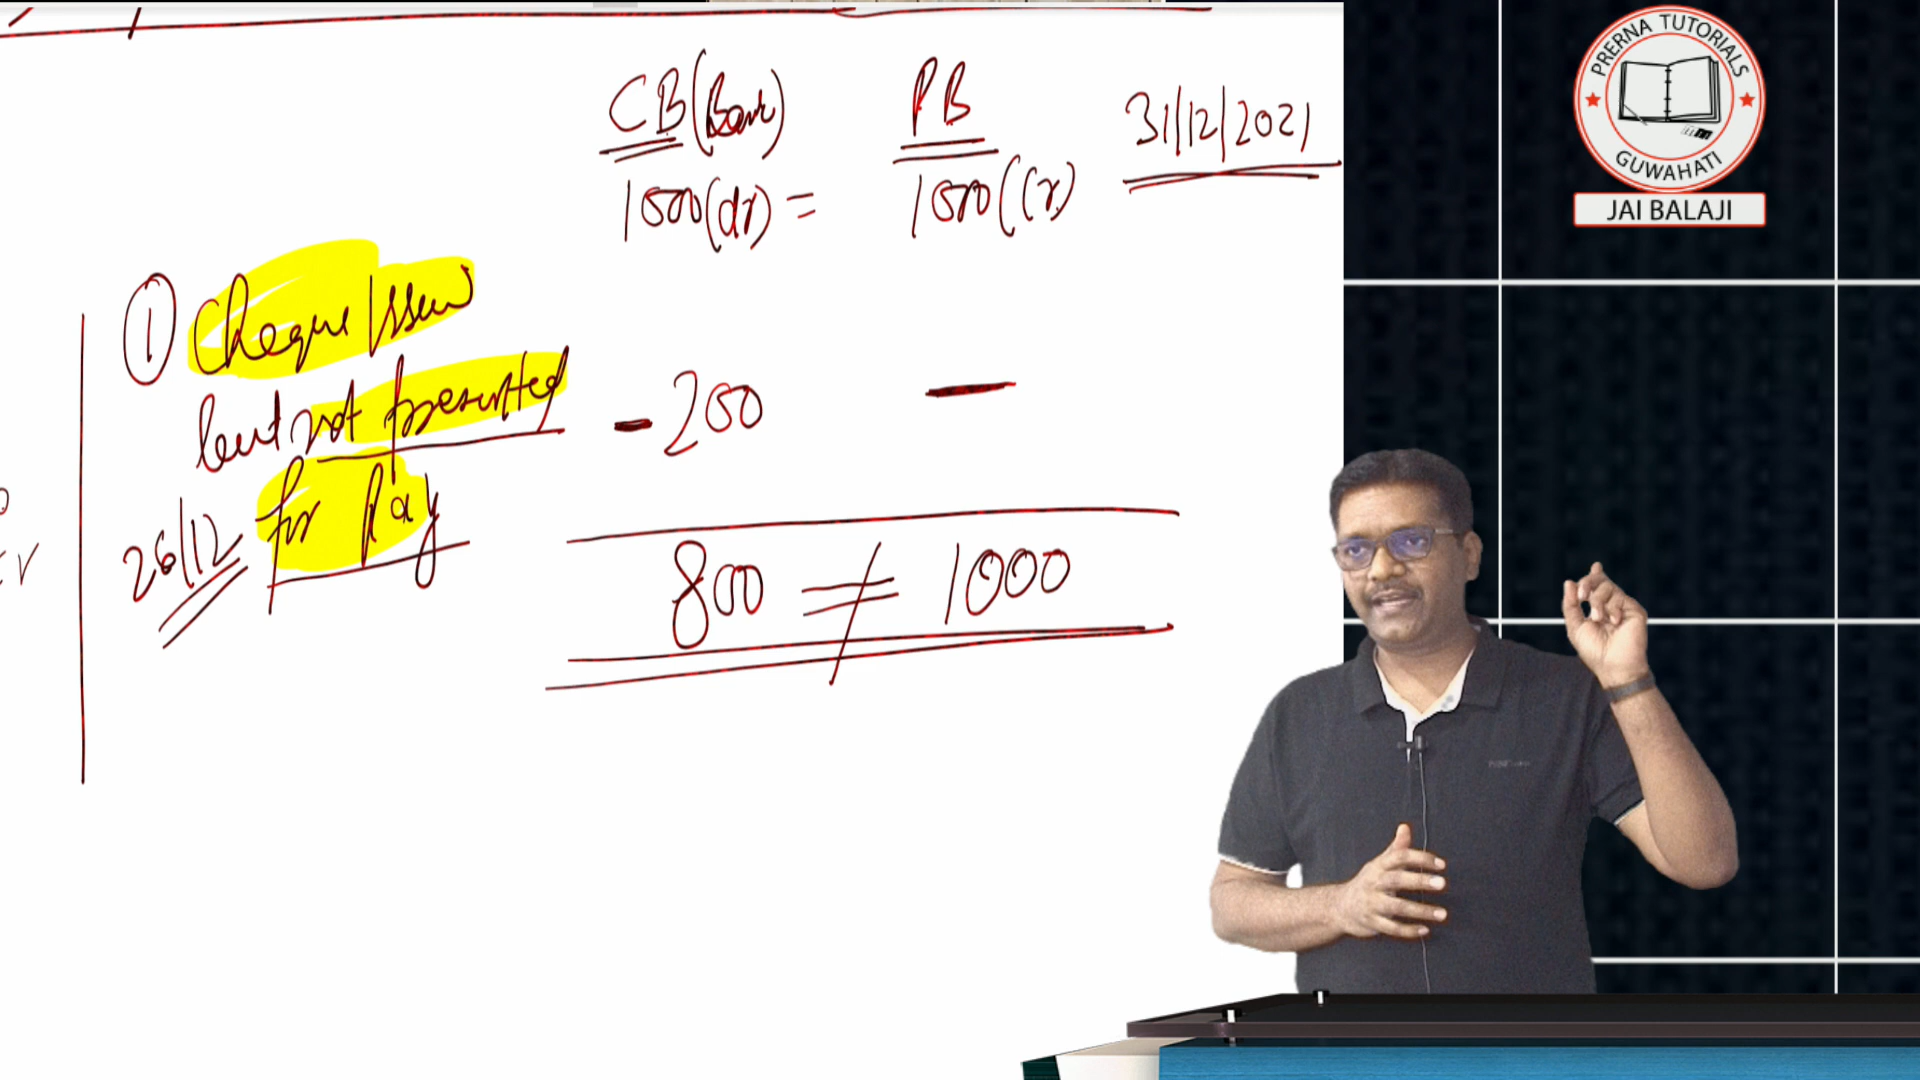 CB (Bank) PB 31/12/2021
1000 (dr) = 1000 (Cr)
① Cheque Issue
but not presented - 200 —
26/12 for Pay
800 ≠ 1000
PRERNA TUTORIALS
GUWAHATI
JAI BALAJI